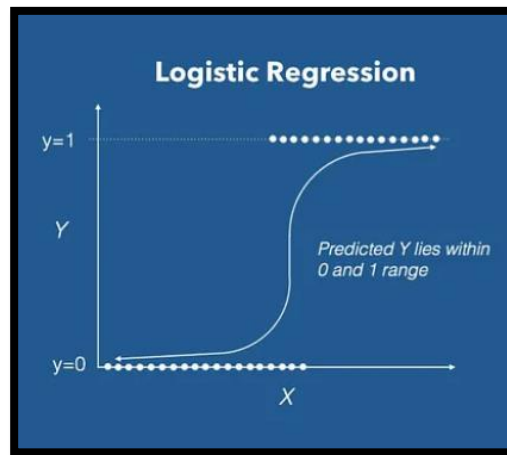 Logistic Regression
y=1
Y
Predicted Y lies within
0 and 1 range
y=0
X